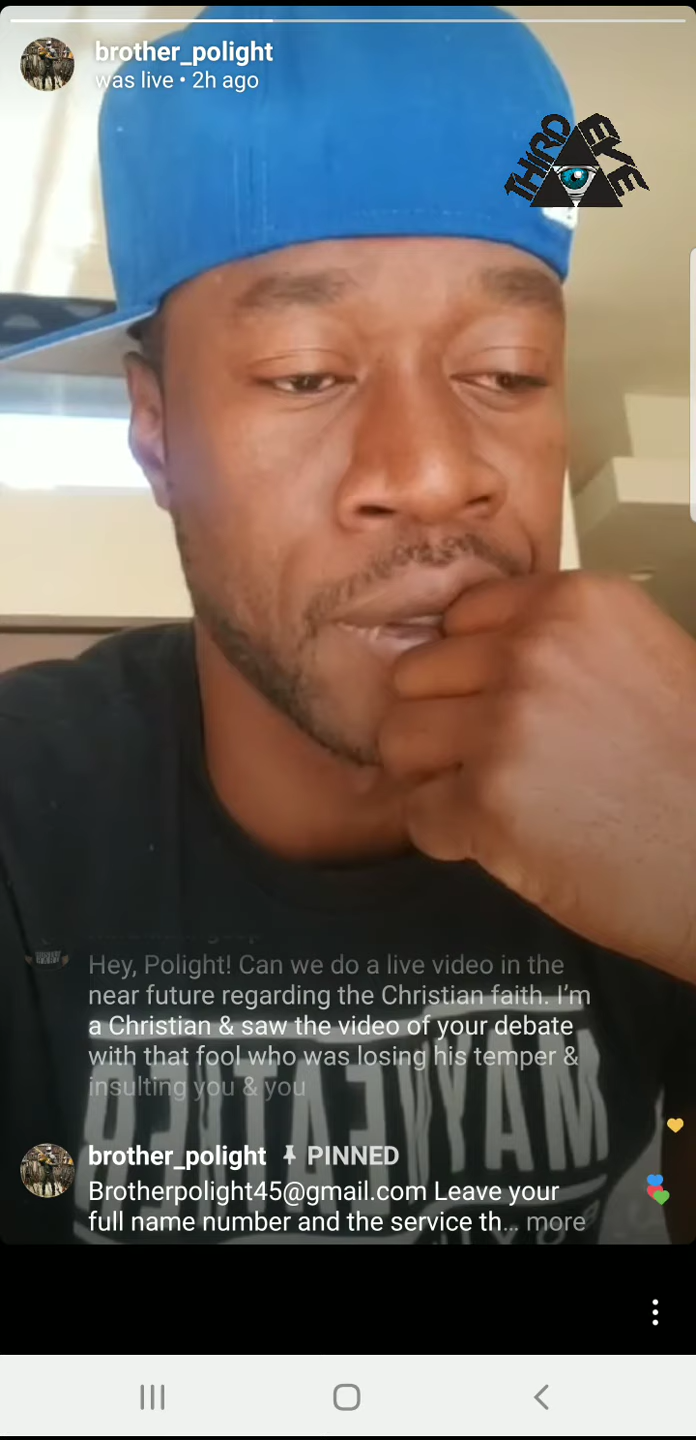 brother_polight
was live • 2h ago
THIRD EYE
Hey, Polight! Can we do a live video in the
near future regarding the Christian faith. I’m
a Christian & saw the video of your debate
with that fool who was losing his temper &
insulting you & you
MAYWEATHER
brother_polight PINNED
Brotherpolight45@gmail.com Leave your
full name number and the service th... more